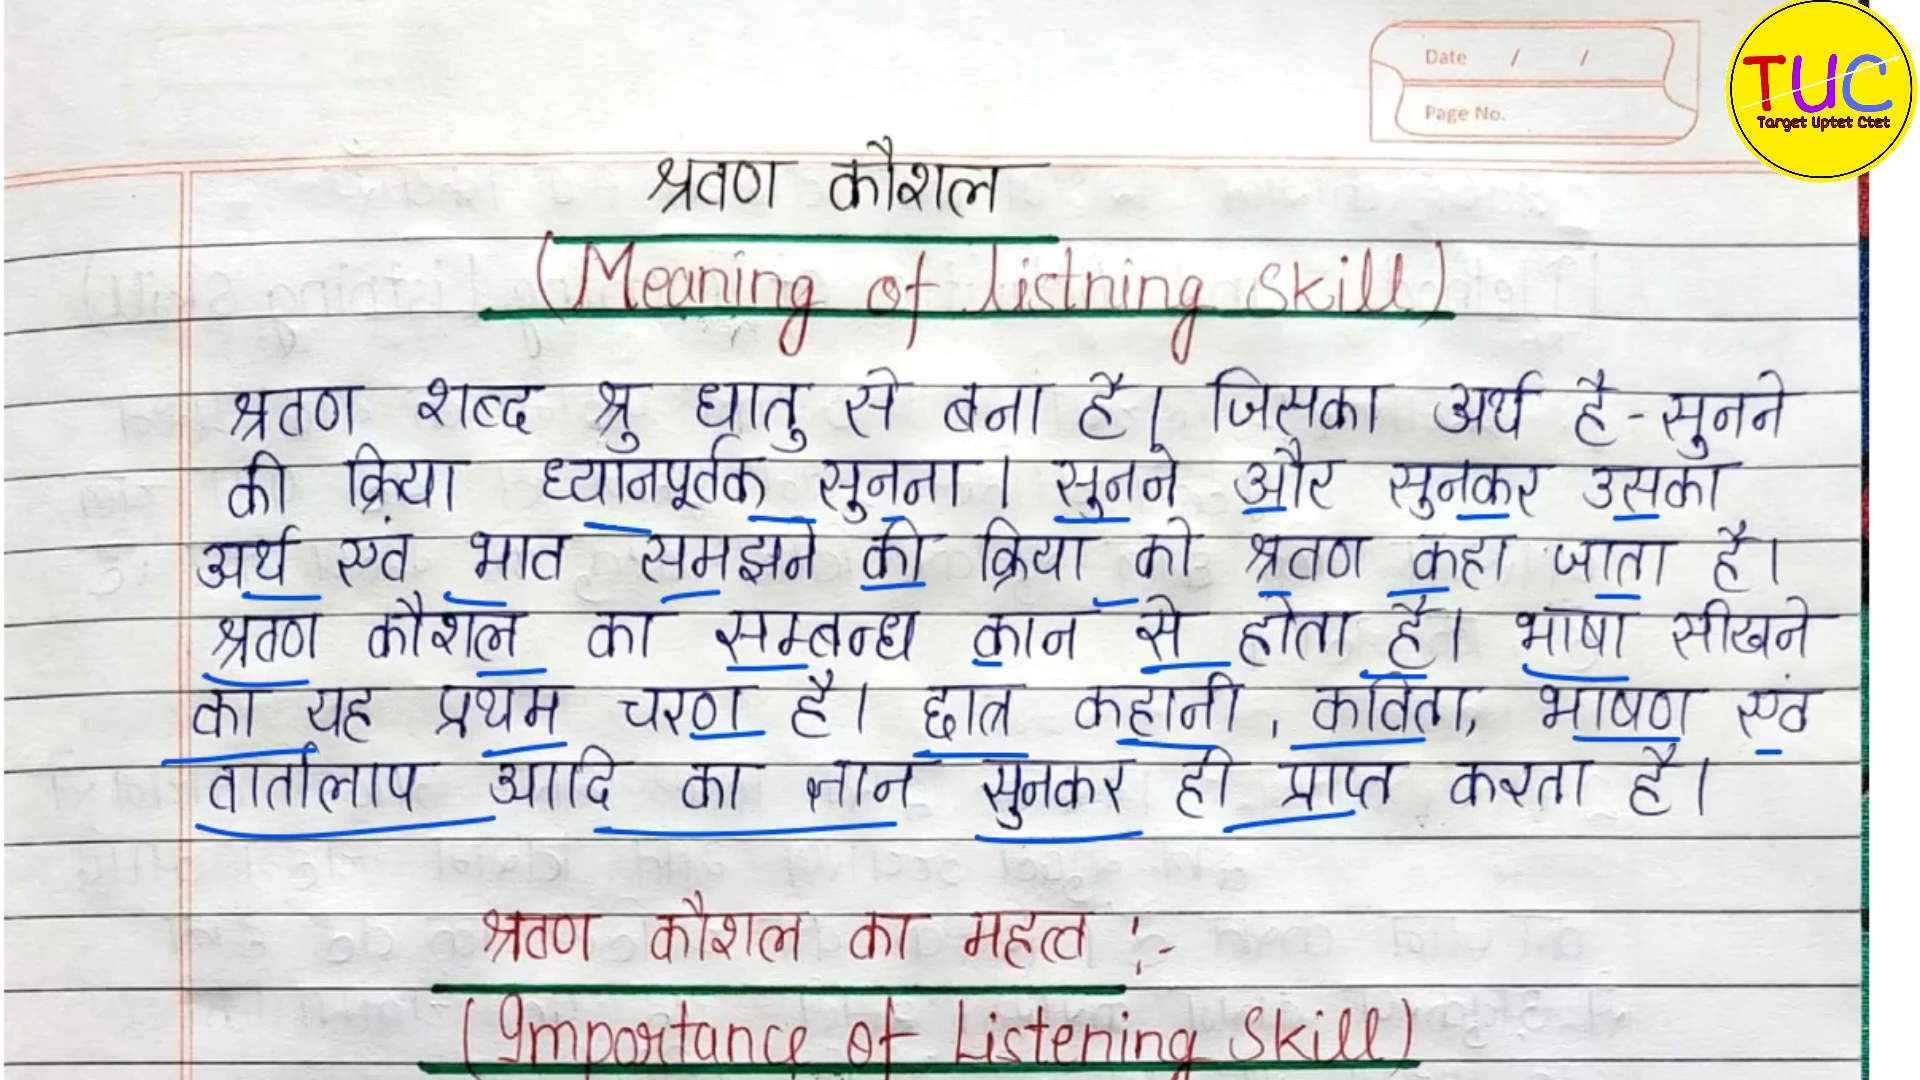 Date / /
Page No.
TUC
Target Uptet Ctet
श्रवण कौशल
(Meaning of Listning Skill)
श्रवण शब्द श्रु धातु से बना है। जिसका अर्थ है - सुनने
की क्रिया ध्यानपूर्वक सुनना। सुनने और सुनकर उसका
अर्थ एवं भाव समझने की क्रिया को श्रवण कहा जाता है।
श्रवण कौशल का सम्बन्ध कान से होता है। भाषा सीखने
का यह प्रथम चरण है। छात्र कहानी, कविता, भाषण एवं
वार्तालाप आदि का ज्ञान सुनकर ही प्राप्त करता है।
श्रवण कौशल का महत्व :-
(Importance of Listening Skill)